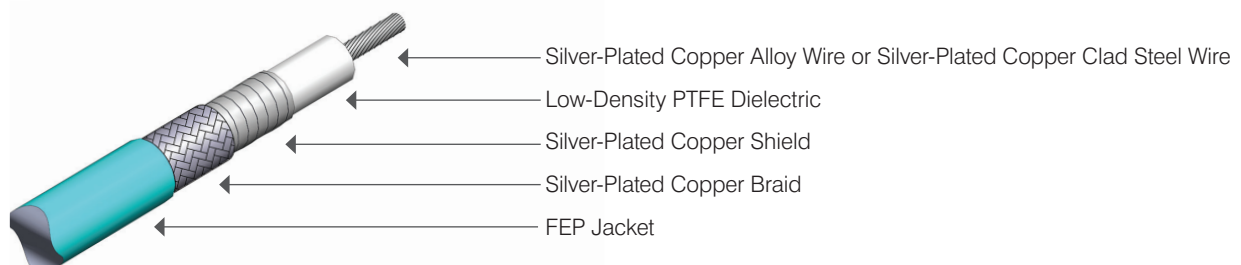 Silver-Plated Copper Alloy Wire or Silver-Plated Copper Clad Steel Wire
Low-Density PTFE Dielectric
Silver-Plated Copper Shield
Silver-Plated Copper Braid
FEP Jacket